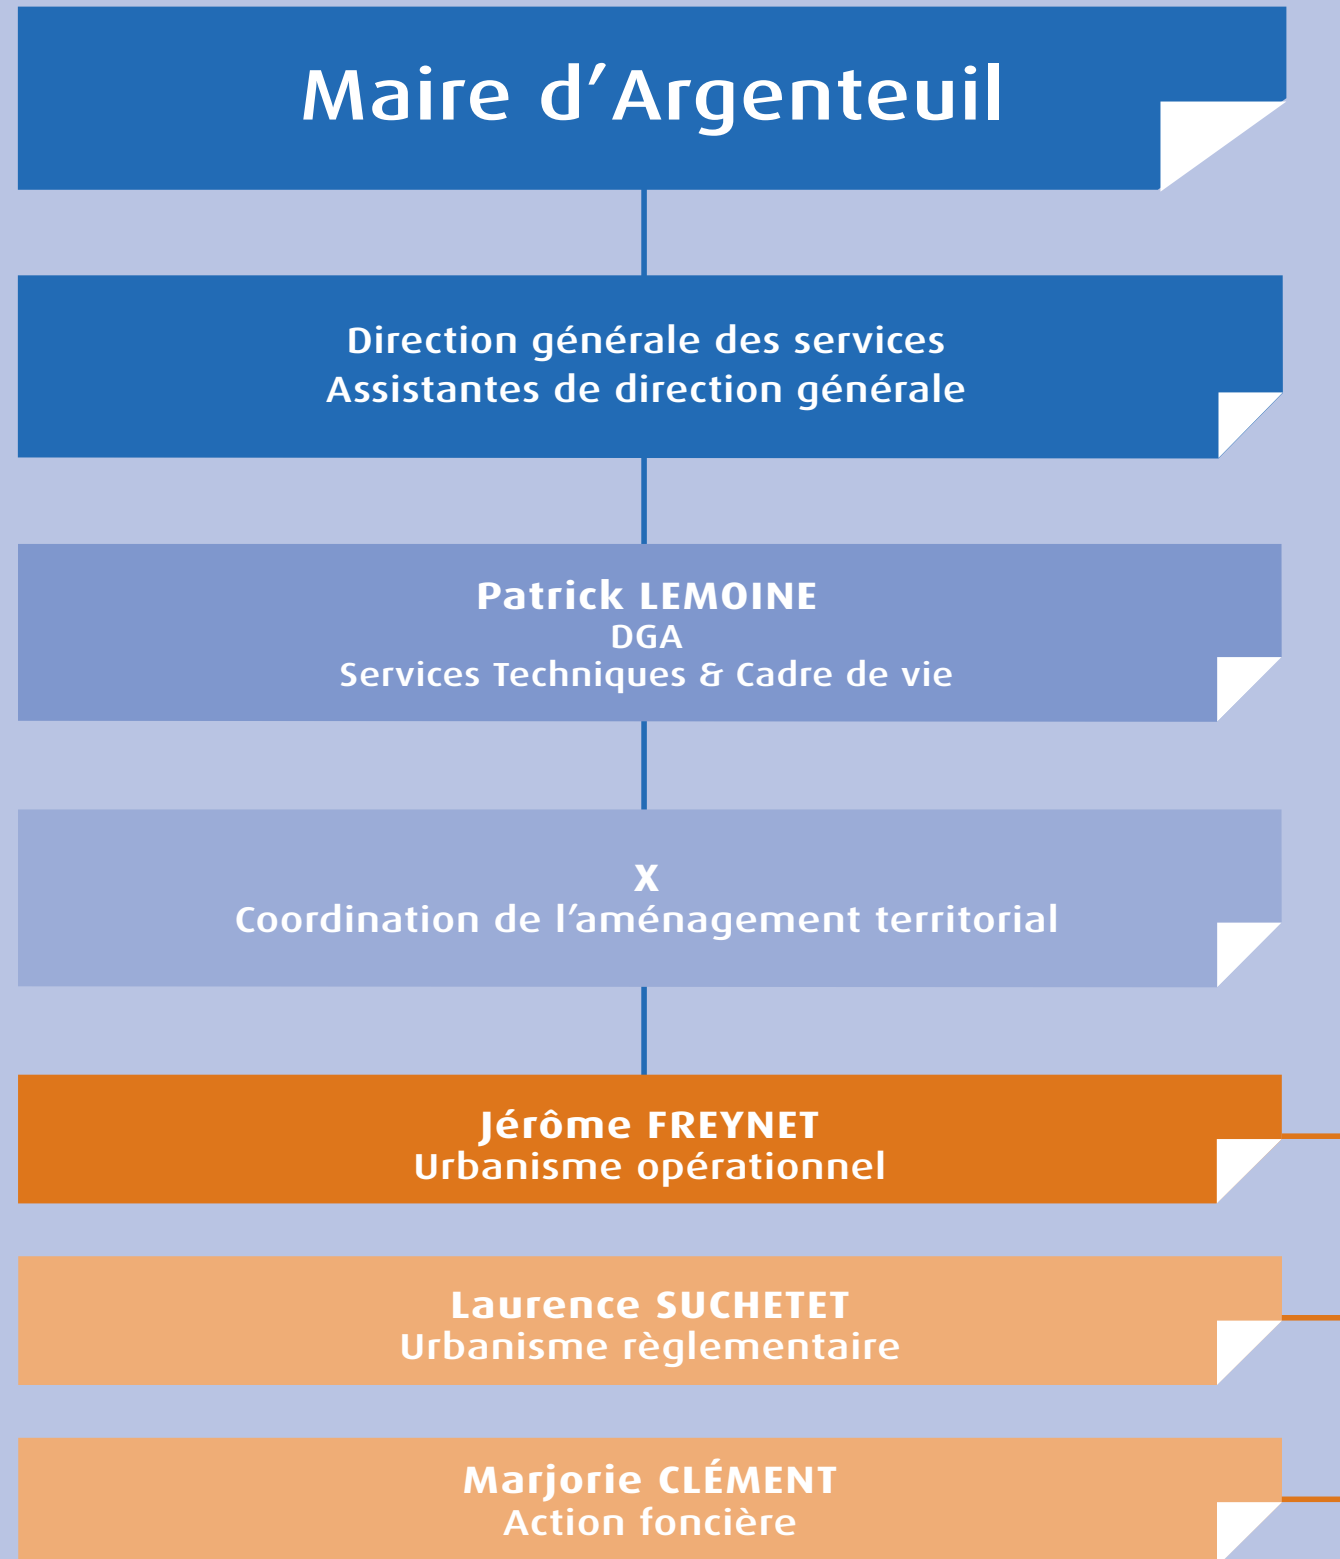 Maire d’Argenteuil
Direction générale des services
Assistantes de direction générale
Patrick LEMOINE
DGA
Services Techniques & Cadre de vie
X
Coordination de l’aménagement territorial
Jérôme FREYNET
Urbanisme opérationnel
Laurence SUCHETET
Urbanisme règlementaire
Marjorie CLÉMENT
Action foncière